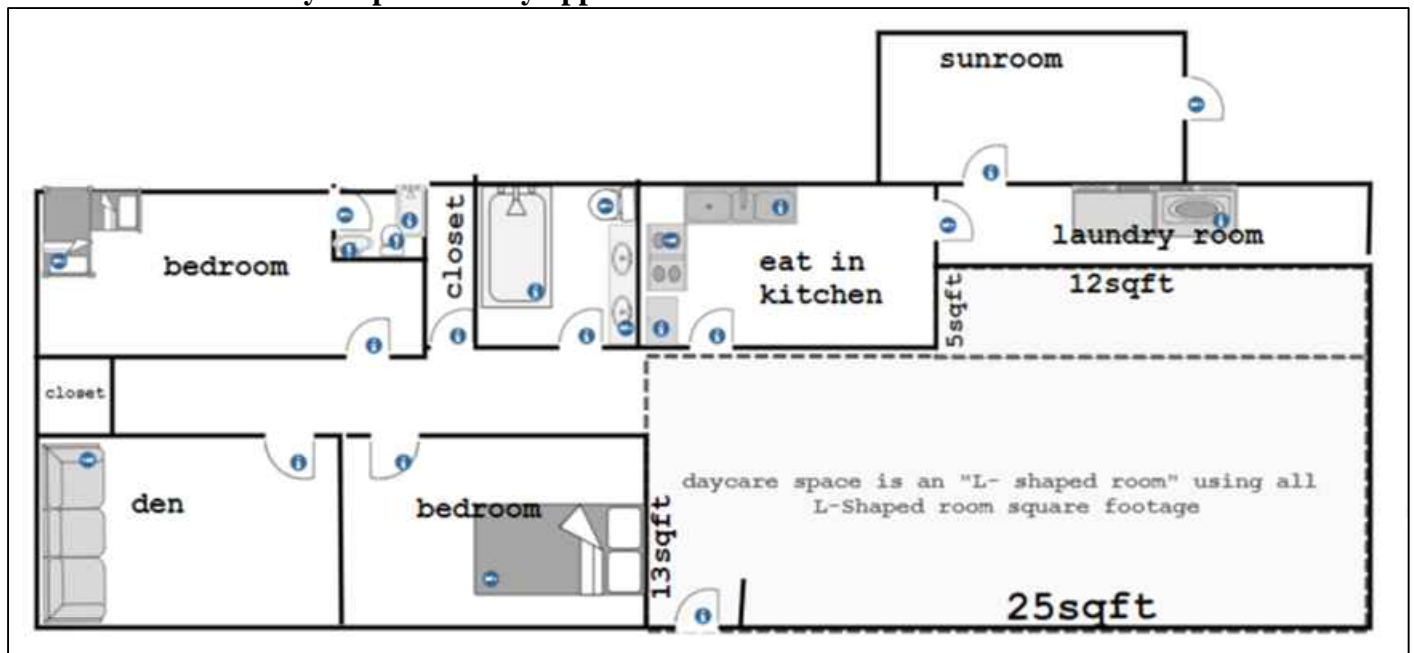 sunroom
closet
laundry room
bedroom
eat in
kitchen
12sqft
5sqft
closet
daycare space is an "L- shaped room" using all
L-Shaped room square footage
den
bedroom
13sqft
25sqft